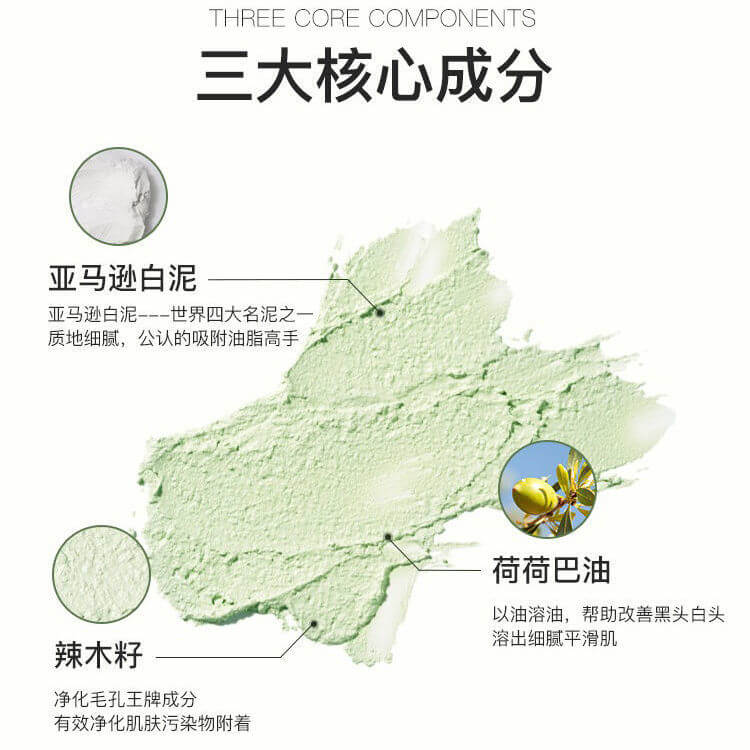 THREE CORE COMPONENTS
三大核心成分
亚马逊白泥
亚马逊白泥---世界四大名泥之一
质地细腻，公认的吸附油脂高手
荷荷巴油
以油溶油，帮助改善黑头白头
溶出细腻平滑肌
辣木籽
净化毛孔王牌成分
有效净化肌肤污染物附着